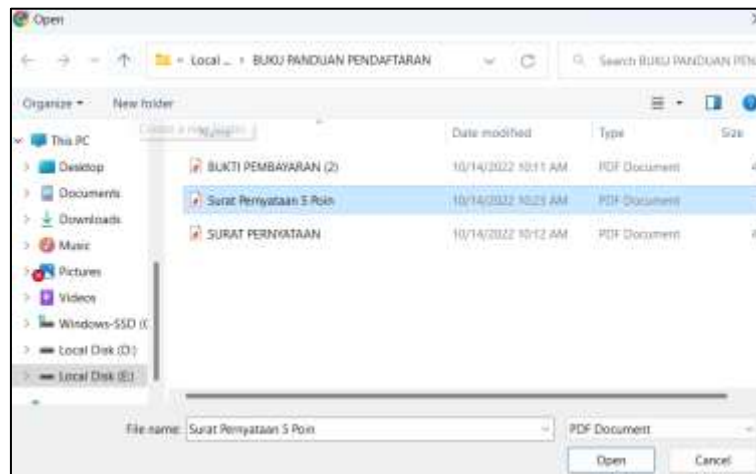 Open
Local ... › BUKU PANDUAN PENDAFTARAN
Search BUKU PANDUAN PEN
Organize New folder
Date modified Type Size
This PC
Desktop
Documents
Downloads
Music
Pictures
Videos
Windows-SSD (C
Local Disk (D:)
Local Disk (E:)
BUKTI PEMBAYARAN (2) 10/14/2022 10:11 AM PDF Document 4
Surat Pernyataan 5 Poin 10/14/2022 10:23 AM PDF Document
SURAT PERNYATAAN 10/14/2022 10:12 AM PDF Document 4
File name: Surat Pernyataan 5 Poin PDF Document
Open Cancel